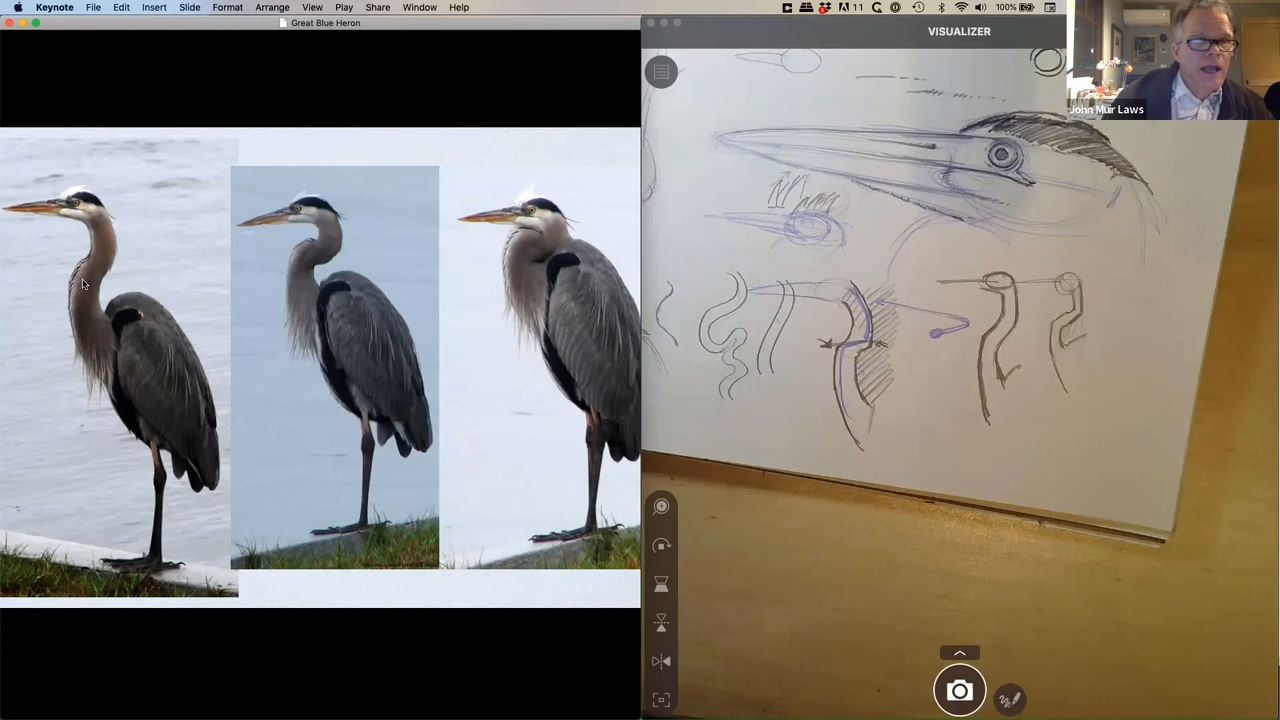 Keynote File Edit Insert Slide Format Arrange View Play Share Window Help 11 100%
Great Blue Heron
VISUALIZER
John Muir Laws